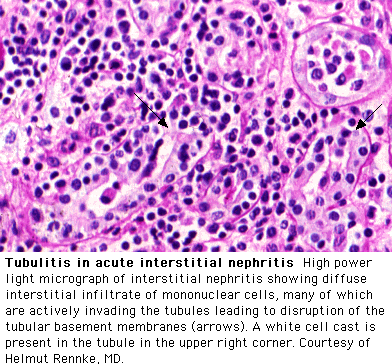 Tubulitis in acute interstitial nephritis High power
light micrograph of interstitial nephritis showing diffuse
interstitial infiltrate of mononuclear cells, many of which
are actively invading the tubules leading to disruption of the
tubular basement membranes (arrows). A white cell cast is
present in the tubule in the upper right corner. Courtesy of
Helmut Rennke, MD.